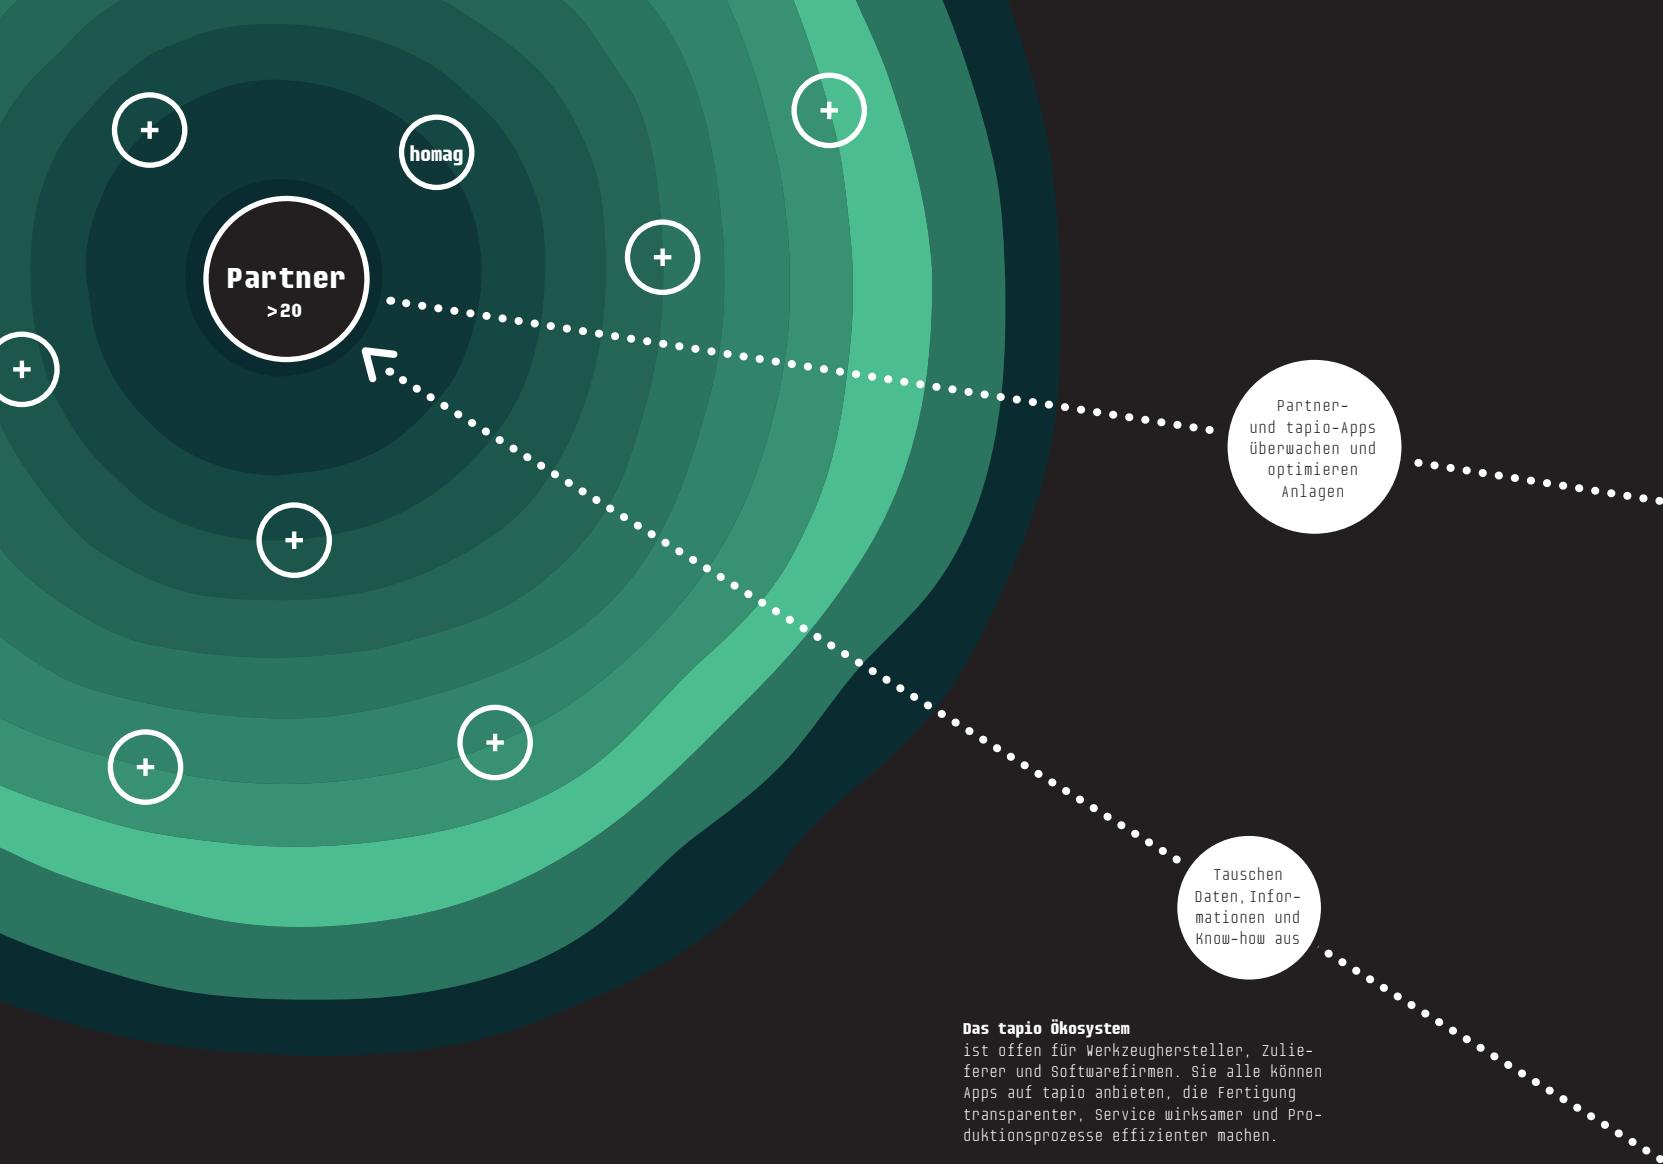 +
homag
+
+
Partner
>20
+
+
+
+
Partner-
und tapio-Apps
überwachen und
optimieren
Anlagen
Tauschen
Daten, Infor-
mationen und
Know-how aus
Das tapio Ökosystem
ist offen für Werkzeughersteller, Zulie-
ferer und Softwarefirmen. Sie alle können
Apps auf tapio anbieten, die Fertigung
transparenter, Service wirksamer und Pro-
duktionsprozesse effizienter machen.